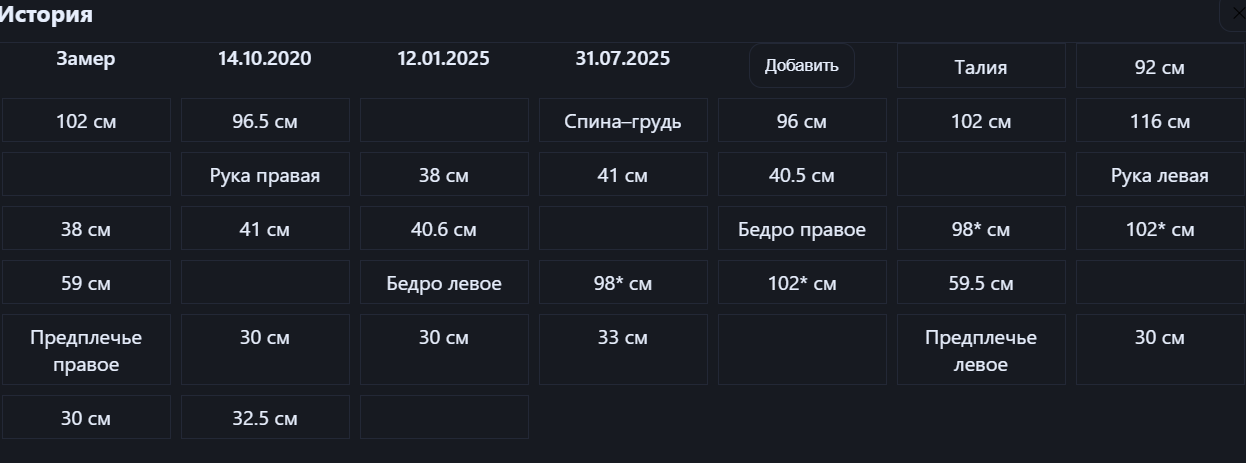 История
Замер 14.10.2020 12.01.2025 31.07.2025 Добавить Талия 92 см
102 см 96.5 см Спина–грудь 96 см 102 см 116 см
Рука правая 38 см 41 см 40.5 см Рука левая
38 см 41 см 40.6 см Бедро правое 98* см 102* см
59 см Бедро левое 98* см 102* см 59.5 см
Предплечье правое 30 см 30 см 33 см Предплечье левое 30 см
30 см 32.5 см